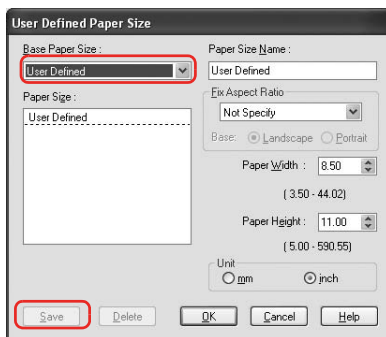 User Defined Paper Size
Base Paper Size :
User Defined
Paper Size :
User Defined
Paper Size Name :
User Defined
Fix Aspect Ratio
Not Specify
Base: Landscape Portrait
Paper Width : 8.50
( 3.50 - 44.02)
Paper Height : 11.00
( 5.00 - 590.55)
Unit
mm inch
Save Delete OK Cancel Help